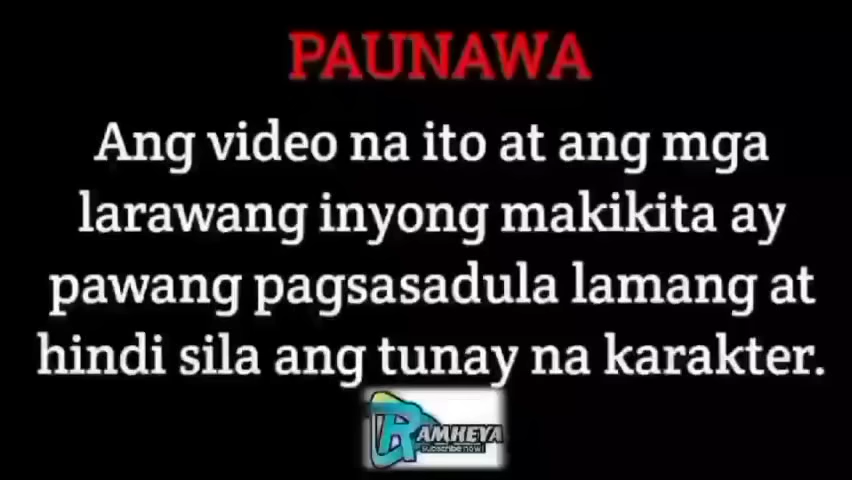 PAUNAWA
Ang video na ito at ang mga
larawang inyong makikita ay
pawang pagsasadula lamang at
hindi sila ang tunay na karakter.
RAMHEYA
subscribe now!